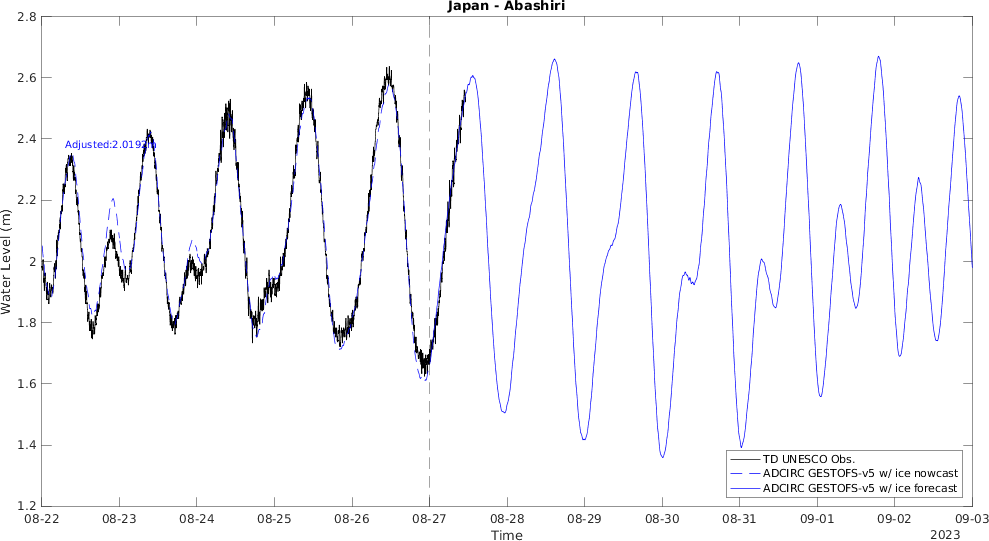 Japan - Abashiri
Water Level (m)
2.8
2.6
2.4
2.2
2
1.8
1.6
1.4
1.2
Adjusted:2.0192m
TD UNESCO Obs.
ADCIRC GESTOFS-v5 w/ ice nowcast
ADCIRC GESTOFS-v5 w/ ice forecast
08-22 08-23 08-24 08-25 08-26 08-27 08-28 08-29 08-30 08-31 09-01 09-02 09-03
Time
2023